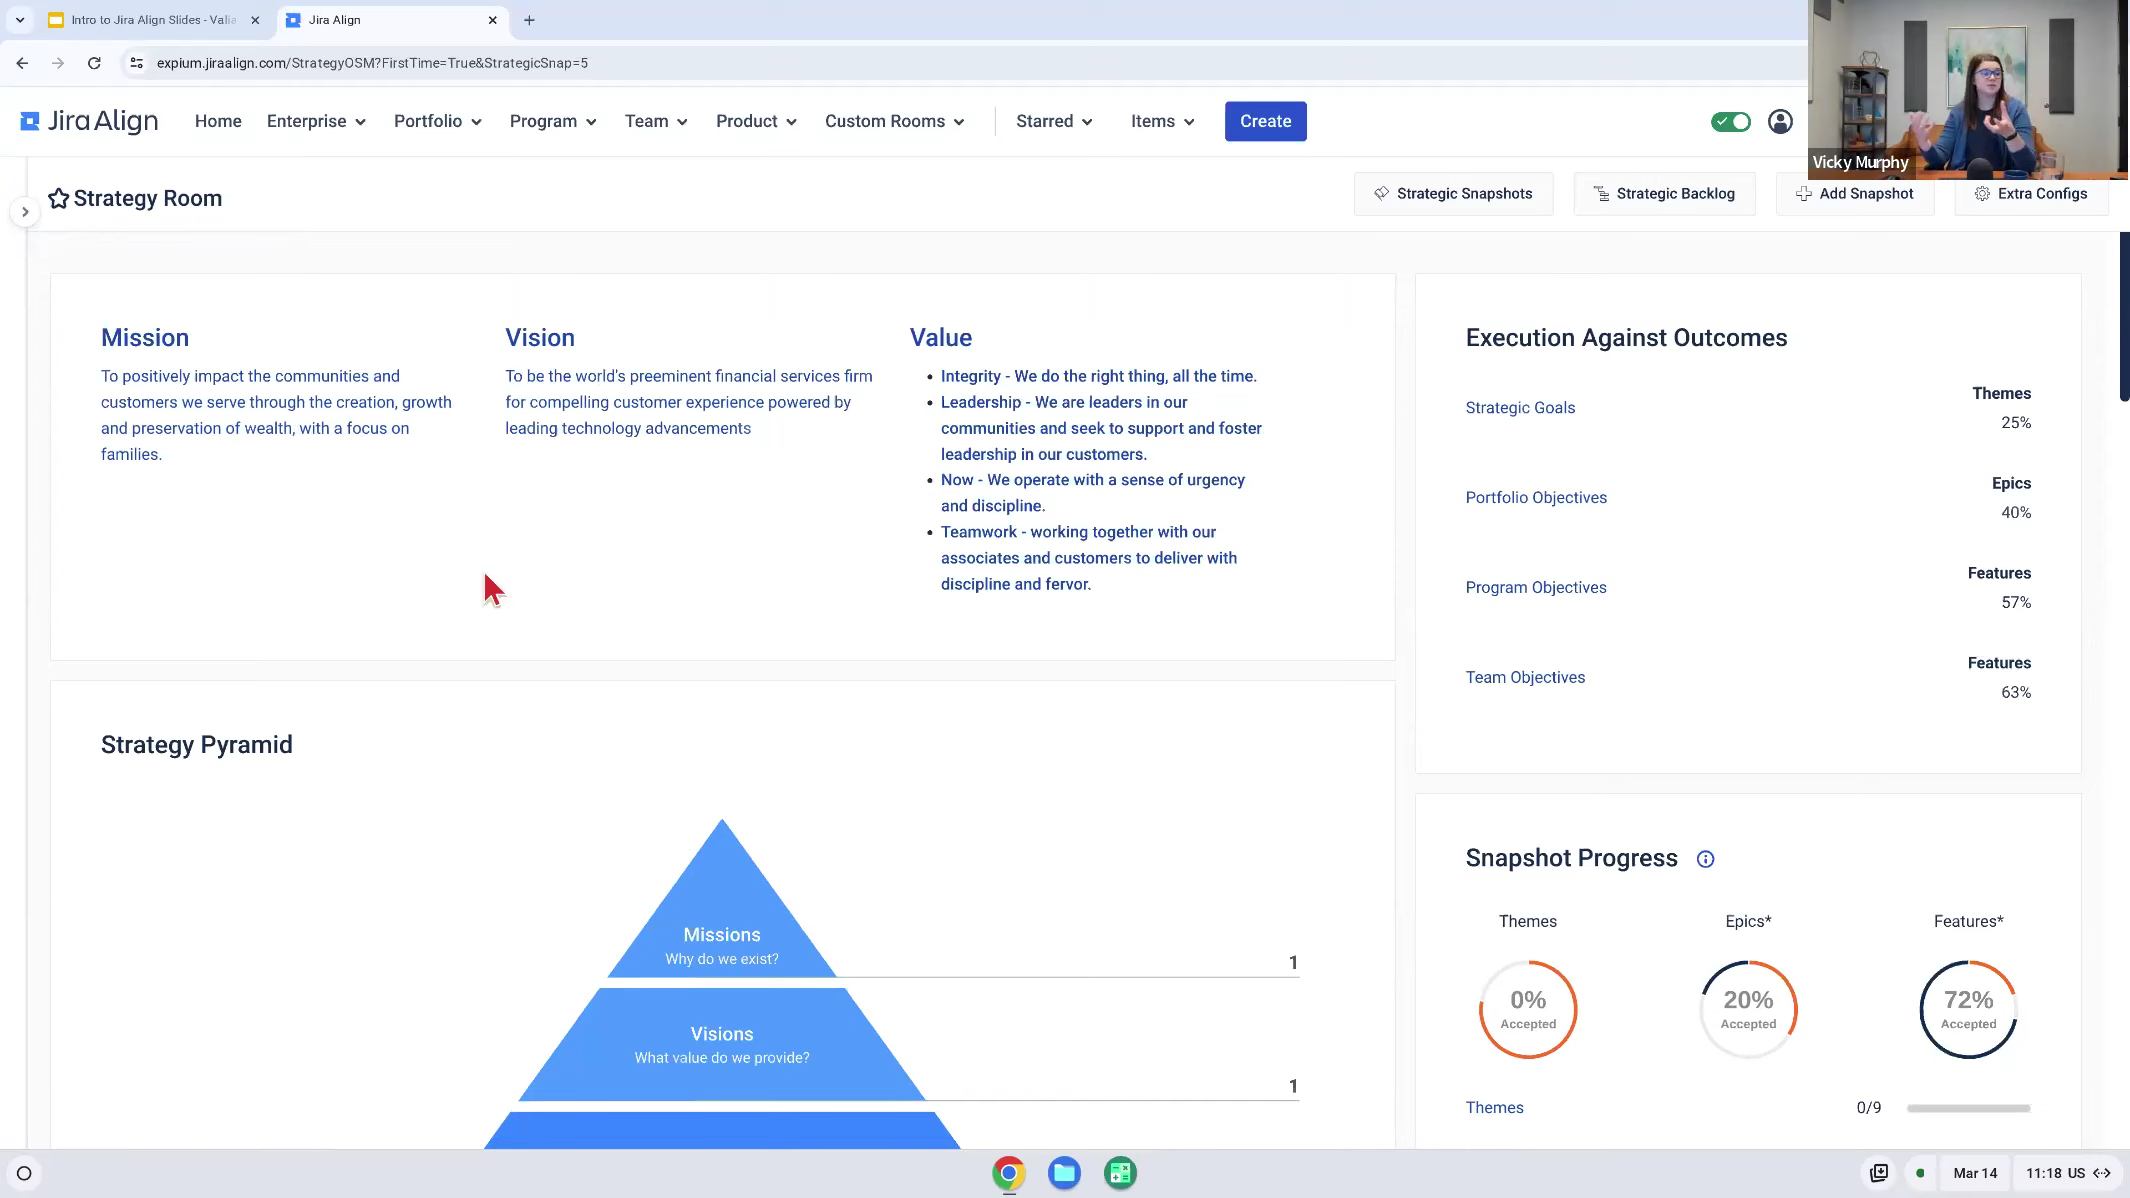 Intro to Jira Align Slides - Valia
Jira Align
expium.jiraalign.com/StrategyOSM?FirstTime=True&StrategicSnap=5
Jira Align
Home
Enterprise
Portfolio
Program
Team
Product
Custom Rooms
Starred
Items
Create
Vicky Murphy
Strategy Room
Strategic Snapshots
Strategic Backlog
Add Snapshot
Extra Configs
Mission
To positively impact the communities and
customers we serve through the creation, growth
and preservation of wealth, with a focus on
families.
Vision
To be the world's preeminent financial services firm
for compelling customer experience powered by
leading technology advancements
Value
• Integrity - We do the right thing, all the time.
• Leadership - We are leaders in our
communities and seek to support and foster
leadership in our customers.
• Now - We operate with a sense of urgency
and discipline.
• Teamwork - working together with our
associates and customers to deliver with
discipline and fervor.
Execution Against Outcomes
Themes
Strategic Goals
25%
Epics
Portfolio Objectives
40%
Features
Program Objectives
57%
Features
Team Objectives
63%
Strategy Pyramid
Missions
Why do we exist?
1
Visions
What value do we provide?
1
Snapshot Progress
Themes
Epics*
Features*
0%
Accepted
20%
Accepted
72%
Accepted
Themes
0/9
Mar 14
11:18 US